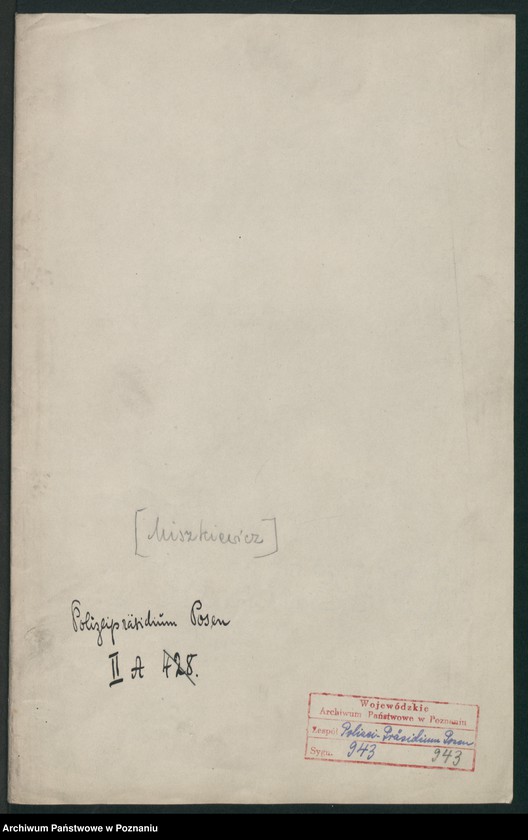 [Miszkiewicz]
Polizeipräsidium Posen
II A 428.
Wojewódzkie
Archiwum Państwowe w Poznaniu
Zespół Polizei-Präsidium Posen
Sygn. 943 943
Archiwum Państwowe w Poznaniu